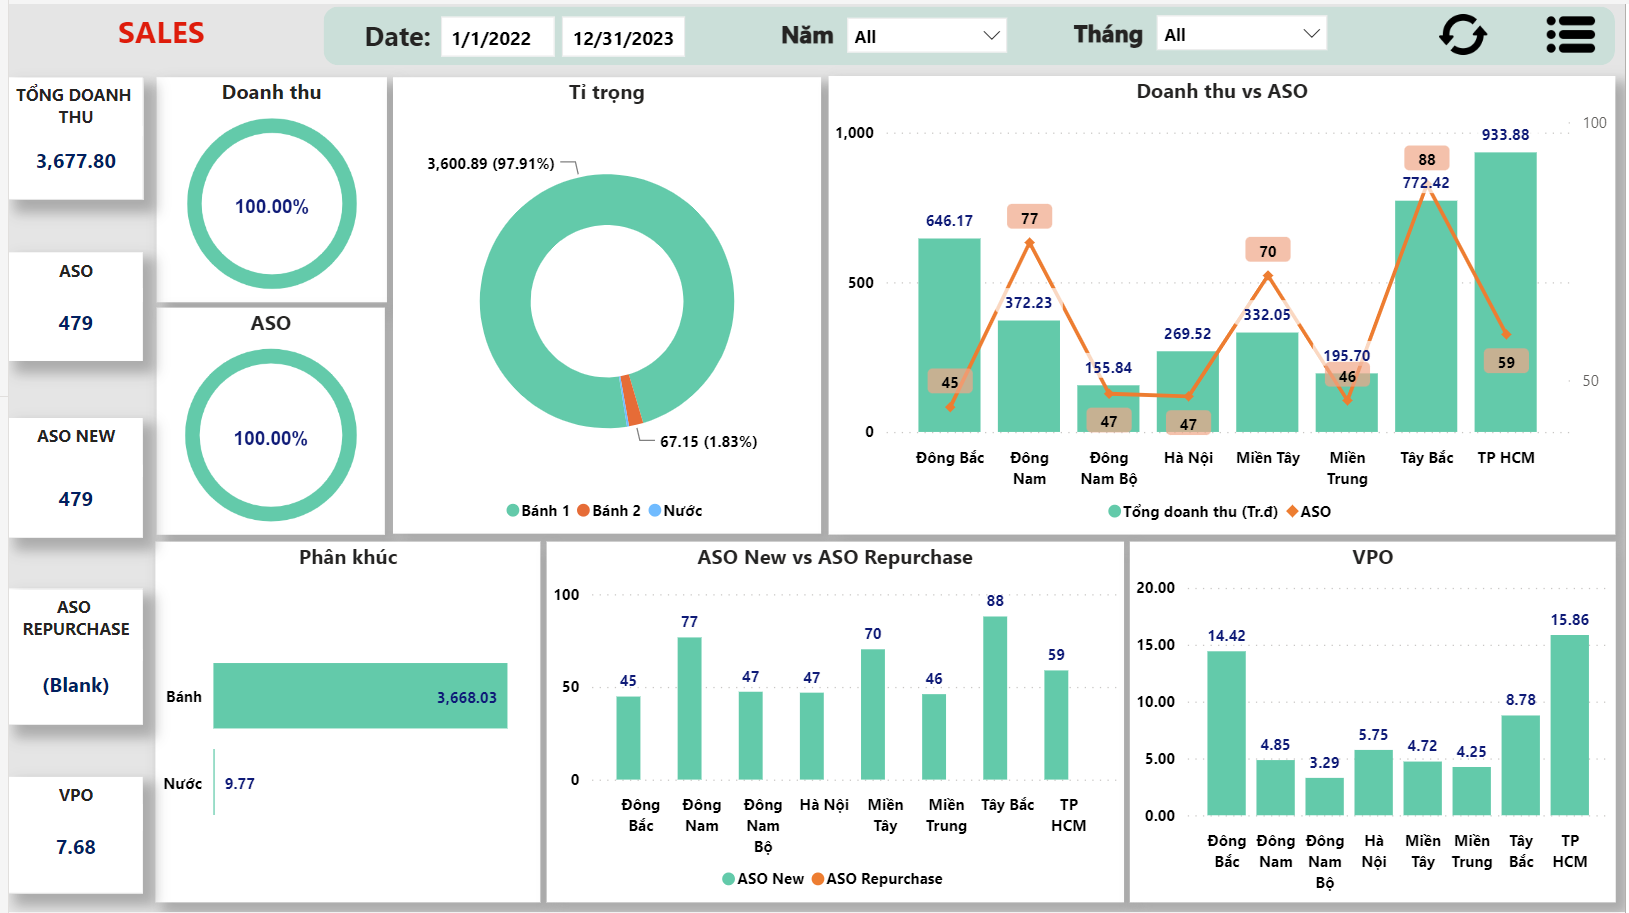 SALES
Date:
1/1/2022
12/31/2023
Năm
All
Tháng
All
TỔNG DOANH
THU
3,677.80
ASO
479
ASO NEW
479
ASO
REPURCHASE
(Blank)
VPO
7.68
Doanh thu
100.00%
ASO
100.00%
Tỉ trọng
3,600.89 (97.91%)
67.15 (1.83%)
Bánh 1
Bánh 2
Nước
Doanh thu vs ASO
1,000
500
0
100
50
646.17
372.23
155.84
269.52
332.05
195.70
772.42
933.88
45
77
47
47
70
46
88
59
Đông Bắc
Đông
Nam
Đông
Nam Bộ
Hà Nội
Miền Tây
Miền
Trung
Tây Bắc
TP HCM
Tổng doanh thu (Tr.đ)
ASO
Phân khúc
Bánh
3,668.03
Nước
9.77
ASO New vs ASO Repurchase
100
50
0
45
77
47
47
70
46
88
59
Đông
Bắc
Đông
Nam
Đông
Nam
Bộ
Hà Nội
Miền
Tây
Miền
Trung
Tây Bắc
TP
HCM
ASO New
ASO Repurchase
VPO
20.00
15.00
10.00
5.00
0.00
14.42
4.85
3.29
5.75
4.72
4.25
8.78
15.86
Đông
Bắc
Đông
Nam
Đông
Nam
Bộ
Hà
Nội
Miền
Tây
Miền
Trung
Tây
Bắc
TP
HCM